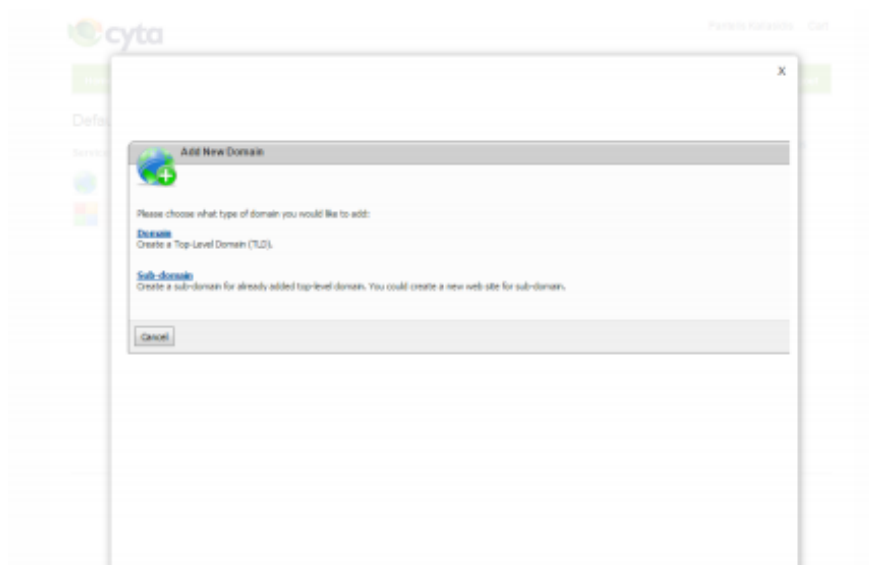 cyta
Cart
X
Defau
Add New Domain
Please choose what type of domain you would like to add:
Domain
Create a Top-Level Domain (TLD).
Sub-domain
Create a sub-domain for already added top-level domain. You could create a new web site for sub-domain.
Cancel